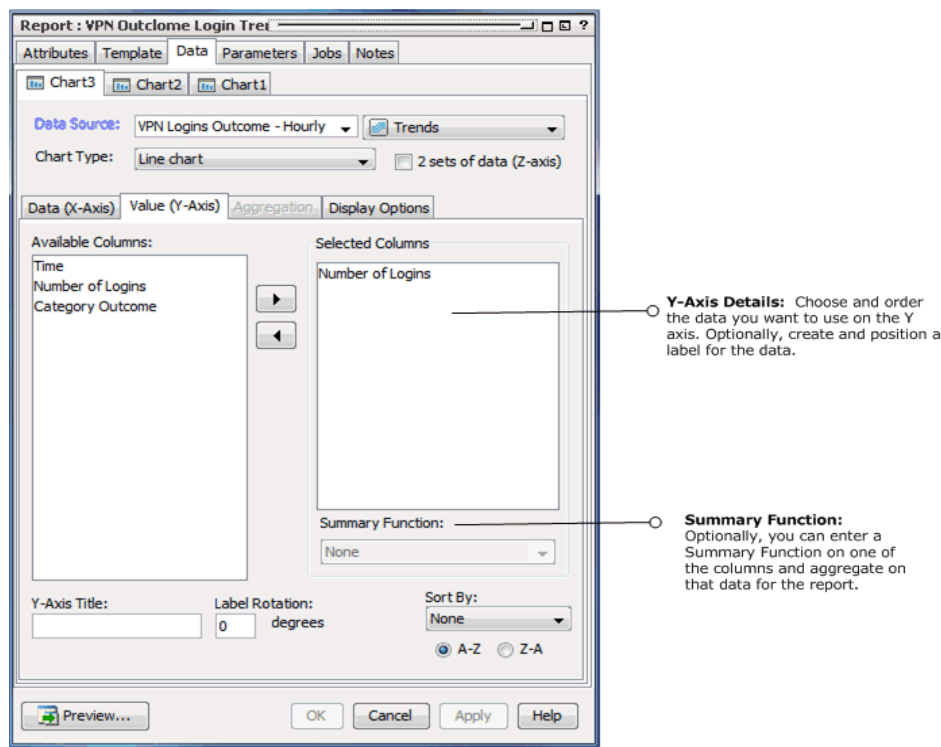 Report : VPN Outclome Login Tre
?
Attributes Template Data Parameters Jobs Notes
Chart3 Chart2 Chart1
Data Source: VPN Logins Outcome - Hourly Trends
Chart Type: Line chart 2 sets of data (Z-axis)
Data (X-Axis) Value (Y-Axis) Aggregation Display Options
Available Columns:
Time
Number of Logins
Category Outcome
Selected Columns
Number of Logins
Summary Function:
None
Y-Axis Title:
Label Rotation:
0 degrees
Sort By:
None
A-Z Z-A
Preview... OK Cancel Apply Help
Y-Axis Details: Choose and order
the data you want to use on the Y
axis. Optionally, create and position a
label for the data.
Summary Function:
Optionally, you can enter a
Summary Function on one of
the columns and aggregate on
that data for the report.